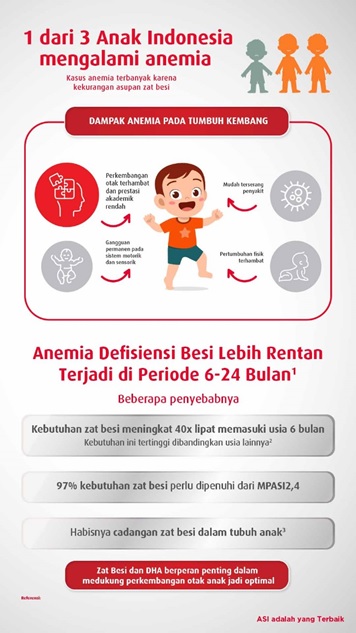 1 dari 3 Anak Indonesia
mengalami anemia
Kasus anemia terbanyak karena
kekurangan asupan zat besi
DAMPAK ANEMIA PADA TUMBUH KEMBANG
Perkembangan
otak terhambat
dan prestasi
akademik
rendah
Mudah terserang
penyakit
Gangguan
permanen pada
sistem motorik
dan sensorik
Pertumbuhan fisik
terhambat
Anemia Defisiensi Besi Lebih Rentan
Terjadi di Periode 6-24 Bulan¹
Beberapa penyebabnya
Kebutuhan zat besi meningkat 40x lipat memasuki usia 6 bulan
Kebutuhan ini tertinggi dibandingkan usia lainnya²
97% kebutuhan zat besi perlu dipenuhi dari MPASI2,4
Habisnya cadangan zat besi dalam tubuh anak³
Zat Besi dan DHA berperan penting dalam
medukung perkembangan otak anak jadi optimal
Referensi:
ASI adalah yang Terbaik